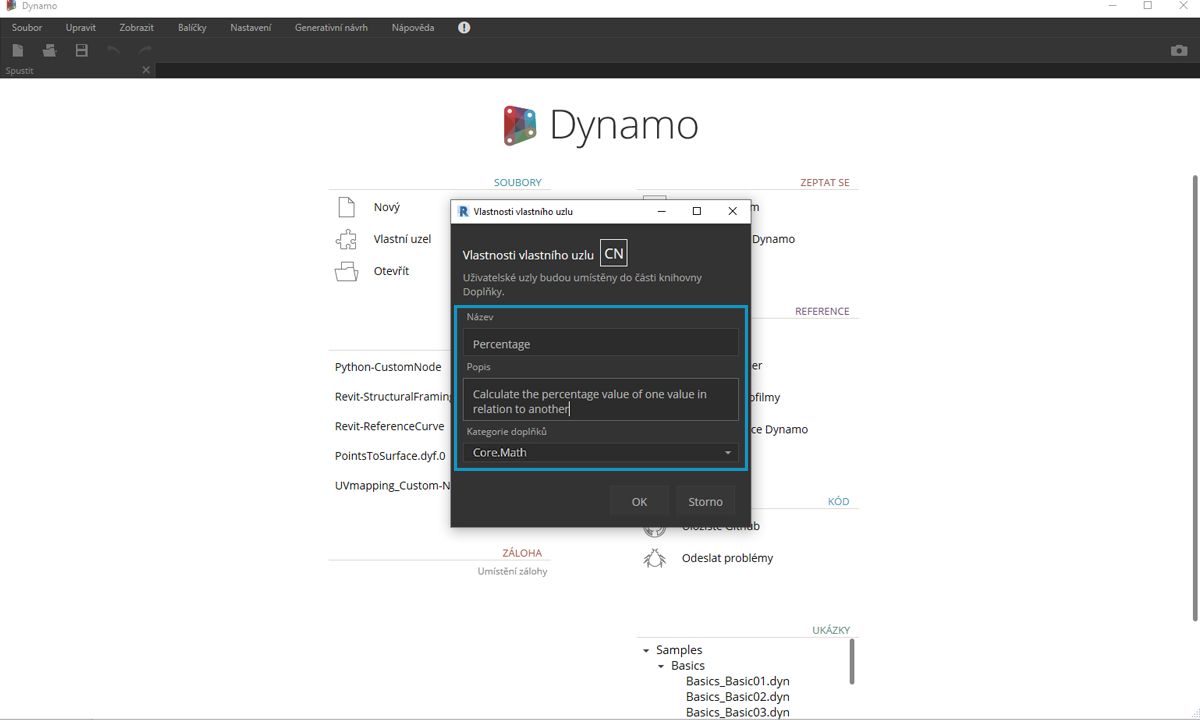 Dynamo
Soubor Upravit Zobrazit Balíčky Nastavení Generativní návrh Nápověda
Spustit
Dynamo
SOUBORY
Nový
Vlastní uzel
Otevřít
Python-CustomNode
Revit-StructuralFraming
Revit-ReferenceCurve
PointsToSurface.dyf.0
UVmapping_Custom-N
ZÁLOHA
Umístění zálohy
Vlastnosti vlastního uzlu
Vlastnosti vlastního uzlu CN
Uživatelské uzly budou umístěny do části knihovny
Doplňky.
Název
Percentage
Popis
Calculate the percentage value of one value in
relation to another
Kategorie doplňků
Core.Math
OK Storno
ZEPTAT SE
m
Dynamo
REFERENCE
er
ofilmy
ce Dynamo
KÓD
Úložiště Github
Odeslat problémy
UKÁZKY
Samples
Basics
Basics_Basic01.dyn
Basics_Basic02.dyn
Basics_Basic03.dyn